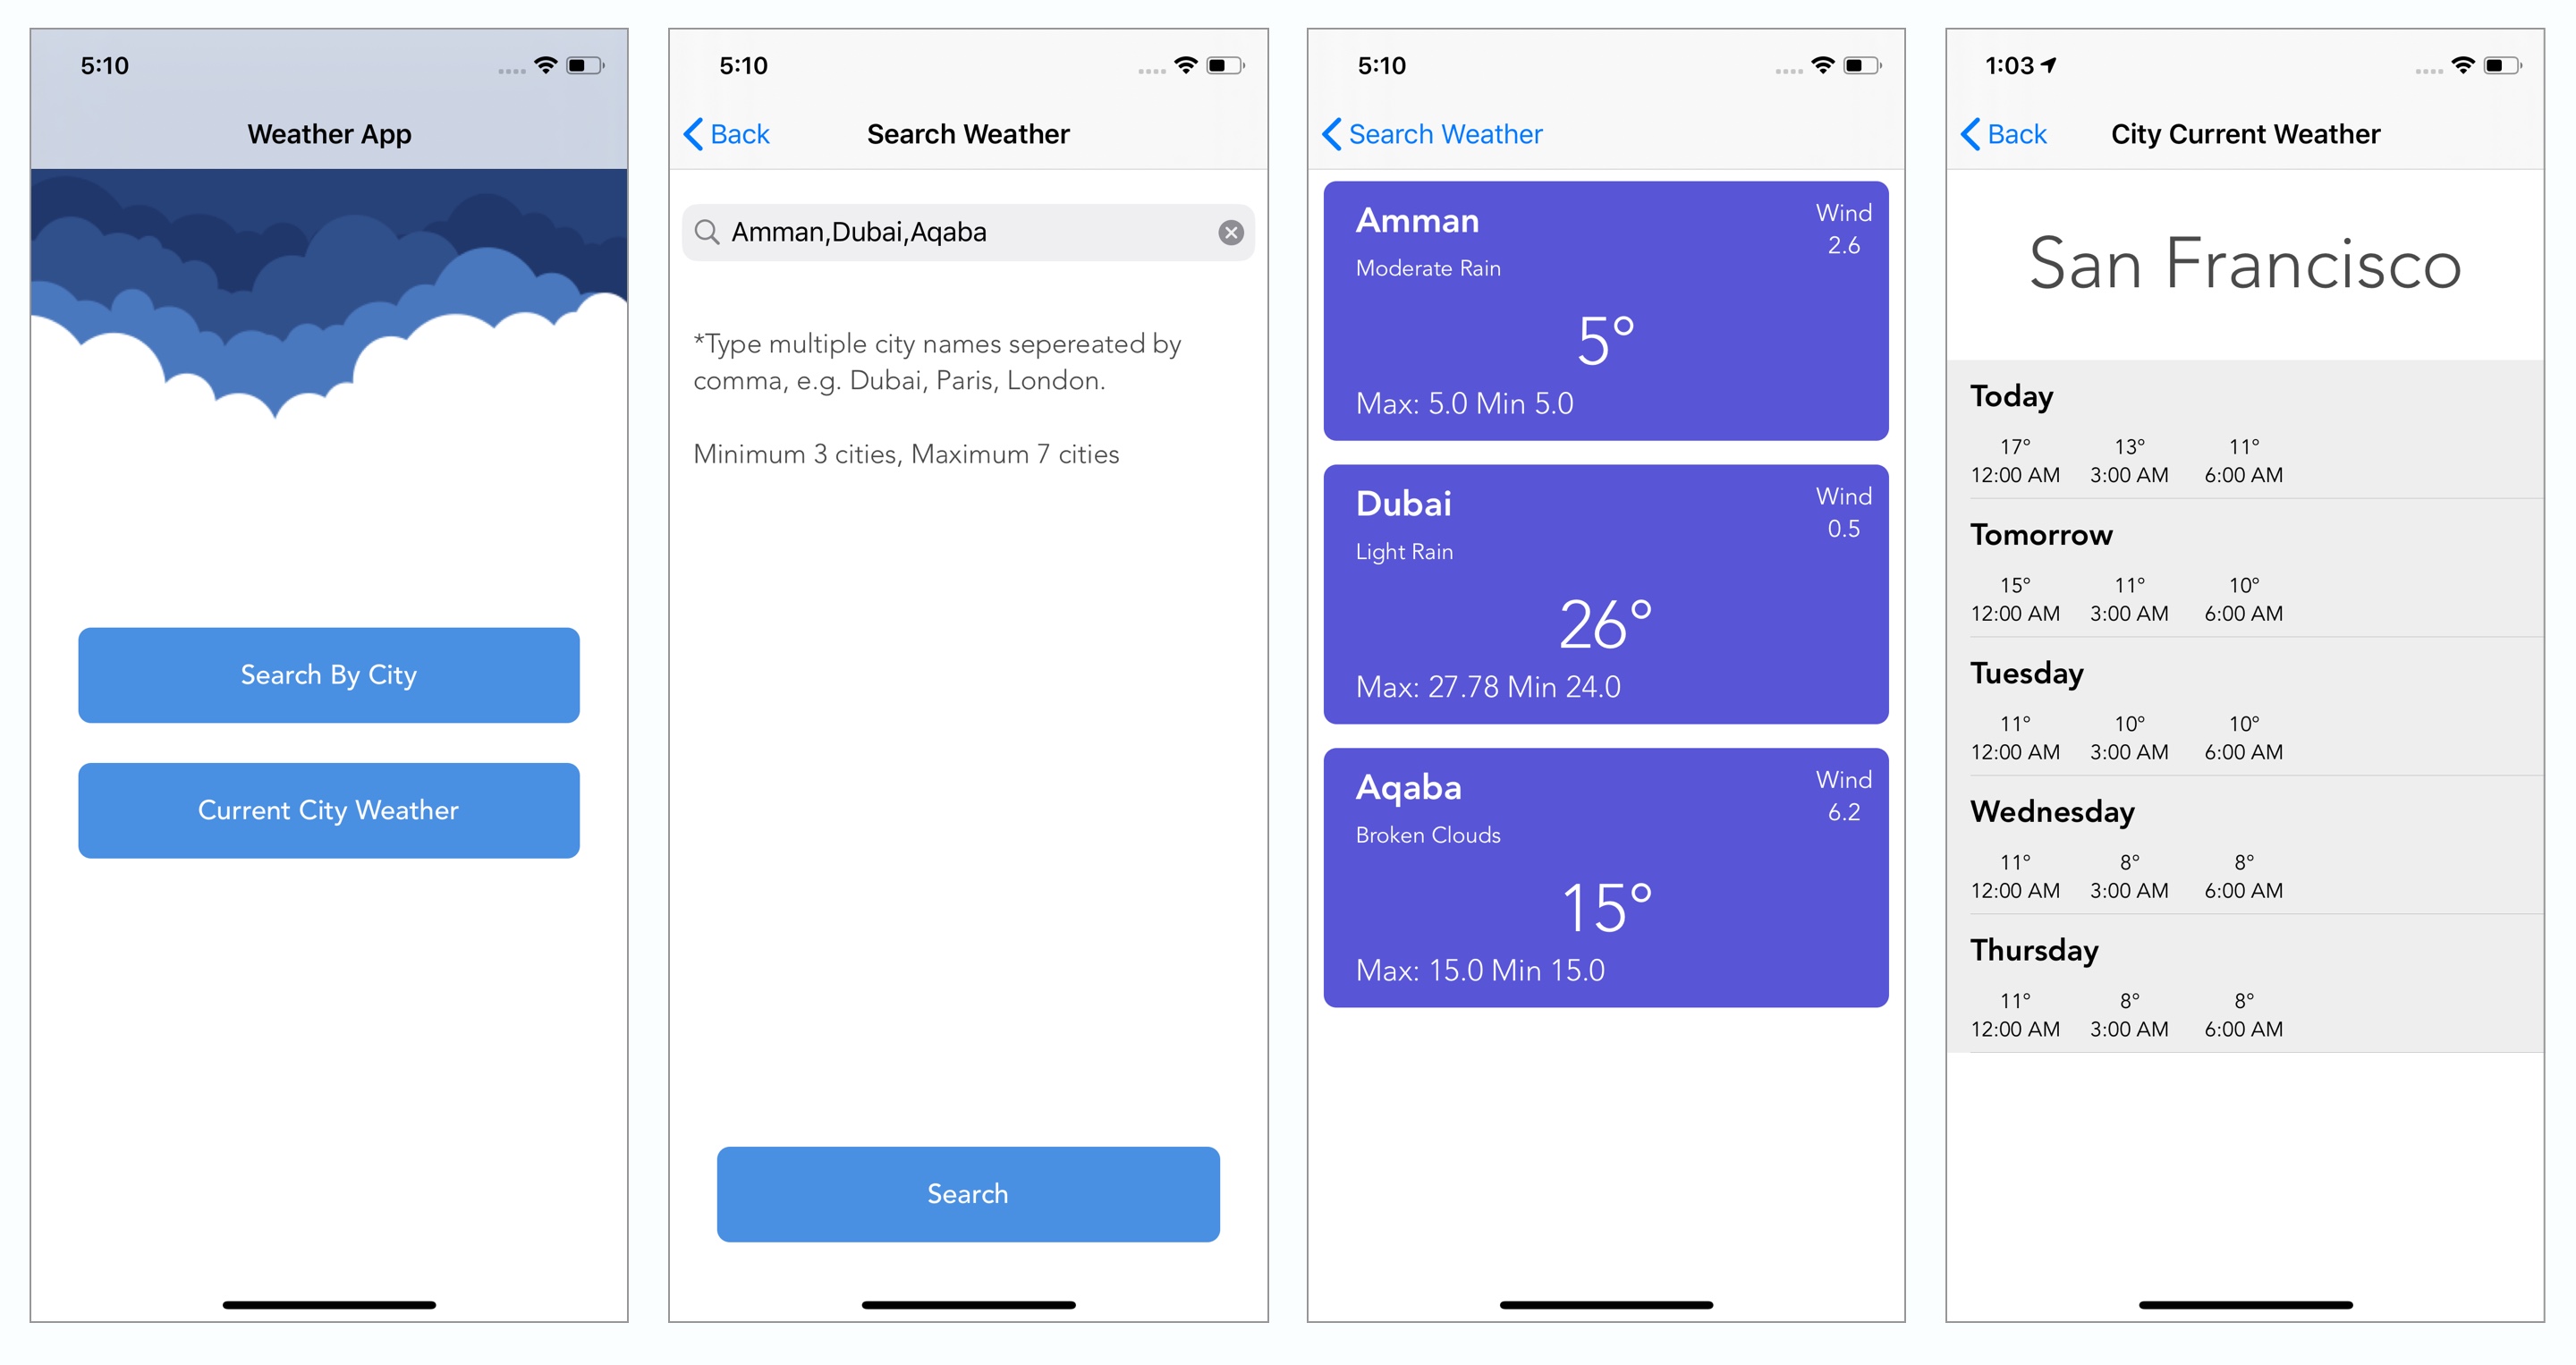 5:10
Weather App
Search By City
Current City Weather
5:10
Back
Search Weather
Amman,Dubai,Aqaba
*Type multiple city names sepereated by
comma, e.g. Dubai, Paris, London.
Minimum 3 cities, Maximum 7 cities
Search
5:10
Search Weather
Amman
Wind
2.6
Moderate Rain
5°
Max: 5.0 Min 5.0
Dubai
Wind
0.5
Light Rain
26°
Max: 27.78 Min 24.0
Aqaba
Wind
6.2
Broken Clouds
15°
Max: 15.0 Min 15.0
1:03
Back
City Current Weather
San Francisco
Today
17° 13° 11°
12:00 AM 3:00 AM 6:00 AM
Tomorrow
15° 11° 10°
12:00 AM 3:00 AM 6:00 AM
Tuesday
11° 10° 10°
12:00 AM 3:00 AM 6:00 AM
Wednesday
11° 8° 8°
12:00 AM 3:00 AM 6:00 AM
Thursday
11° 8° 8°
12:00 AM 3:00 AM 6:00 AM